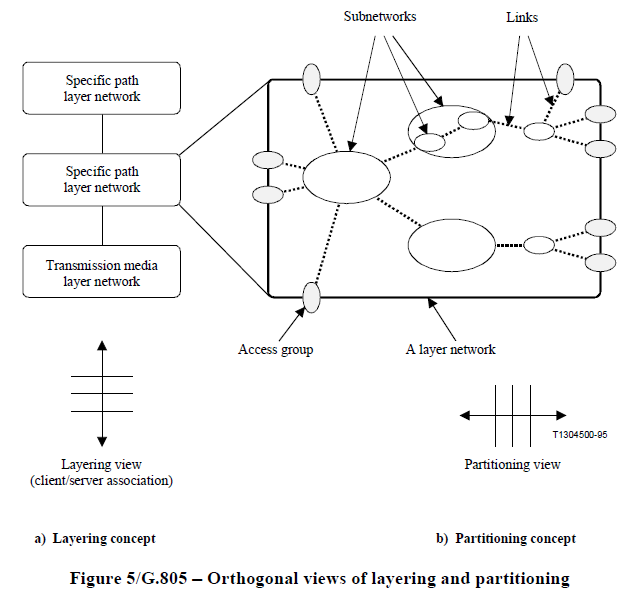 Subnetworks
Links
Specific path
layer network
Specific path
layer network
Transmission media
layer network
Access group
A layer network
T1304500-95
Layering view
(client/server association)
Partitioning view
a) Layering concept
b) Partitioning concept
Figure 5/G.805 – Orthogonal views of layering and partitioning